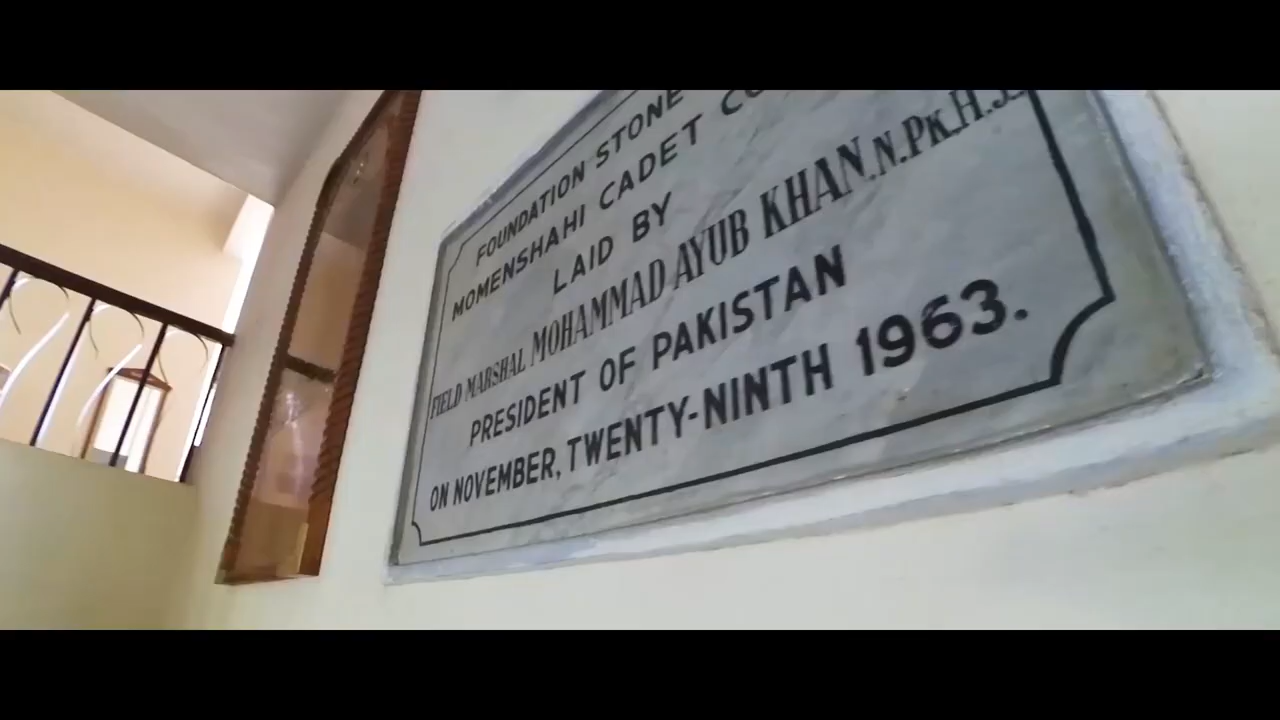 FOUNDATION STONE
MOMENSHAHI CADET
LAID BY
FIELD MARSHAL MOHAMMAD AYUB KHAN.N.PK.H.J.
PRESIDENT OF PAKISTAN
ON NOVEMBER, TWENTY-NINTH 1963.